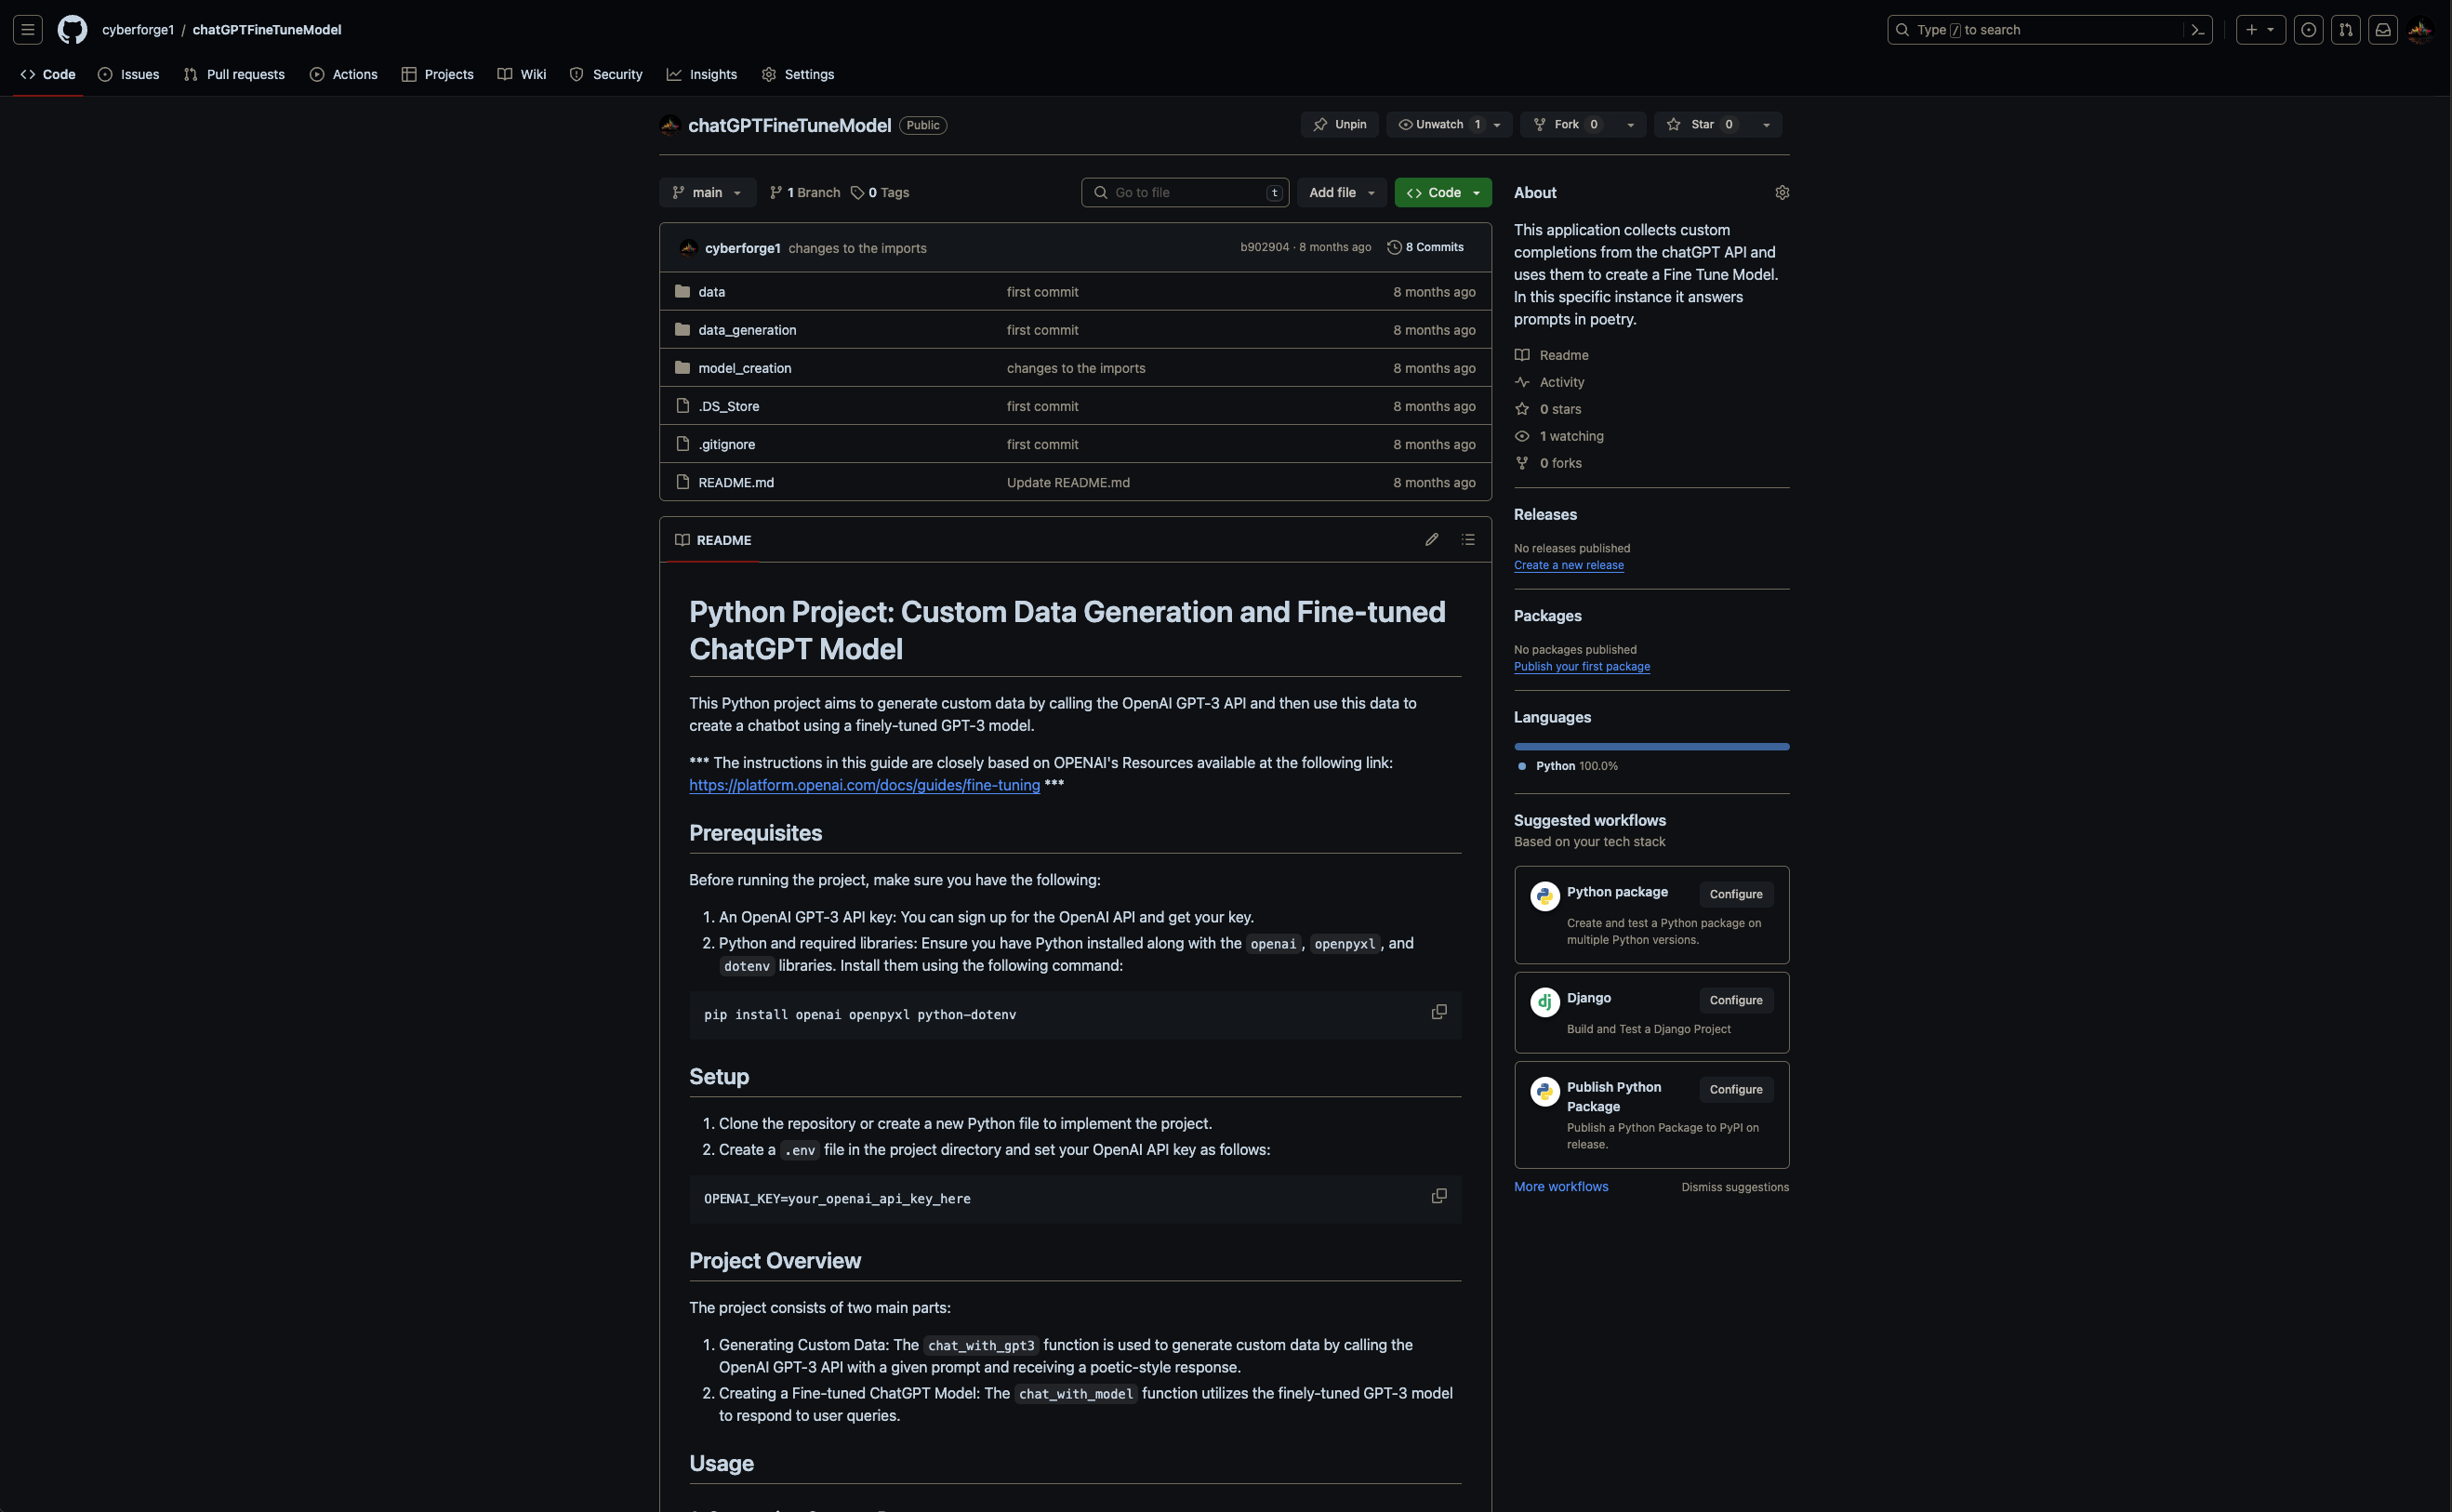 cyberforge1 / chatGPTFineTuneModel
Type / to search
Code Issues Pull requests Actions Projects Wiki Security Insights Settings
chatGPTFineTuneModel Public
Unpin Unwatch 1 Fork 0 Star 0
main 1 Branch 0 Tags
Go to file t Add file Code
cyberforge1 changes to the imports b902904 · 8 months ago 8 Commits
data first commit 8 months ago
data_generation first commit 8 months ago
model_creation changes to the imports 8 months ago
.DS_Store first commit 8 months ago
.gitignore first commit 8 months ago
README.md Update README.md 8 months ago
README
Python Project: Custom Data Generation and Fine-tuned
ChatGPT Model
This Python project aims to generate custom data by calling the OpenAI GPT-3 API and then use this data to
create a chatbot using a finely-tuned GPT-3 model.
*** The instructions in this guide are closely based on OPENAI's Resources available at the following link:
https://platform.openai.com/docs/guides/fine-tuning ***
Prerequisites
Before running the project, make sure you have the following:
1. An OpenAI GPT-3 API key: You can sign up for the OpenAI API and get your key.
2. Python and required libraries: Ensure you have Python installed along with the openai, openpyxl, and
dotenv libraries. Install them using the following command:
pip install openai openpyxl python-dotenv
Setup
1. Clone the repository or create a new Python file to implement the project.
2. Create a .env file in the project directory and set your OpenAI API key as follows:
OPENAI_KEY=your_openai_api_key_here
Project Overview
The project consists of two main parts:
1. Generating Custom Data: The chat_with_gpt3 function is used to generate custom data by calling the
OpenAI GPT-3 API with a given prompt and receiving a poetic-style response.
2. Creating a Fine-tuned ChatGPT Model: The chat_with_model function utilizes the finely-tuned GPT-3 model
to respond to user queries.
Usage
About
This application collects custom
completions from the chatGPT API and
uses them to create a Fine Tune Model.
In this specific instance it answers
prompts in poetry.
Readme
Activity
0 stars
1 watching
0 forks
Releases
No releases published
Create a new release
Packages
No packages published
Publish your first package
Languages
Python 100.0%
Suggested workflows
Based on your tech stack
Python package Configure
Create and test a Python package on
multiple Python versions.
dj Django Configure
Build and Test a Django Project
Publish Python Configure
Package
Publish a Python Package to PyPI on
release.
More workflows Dismiss suggestions